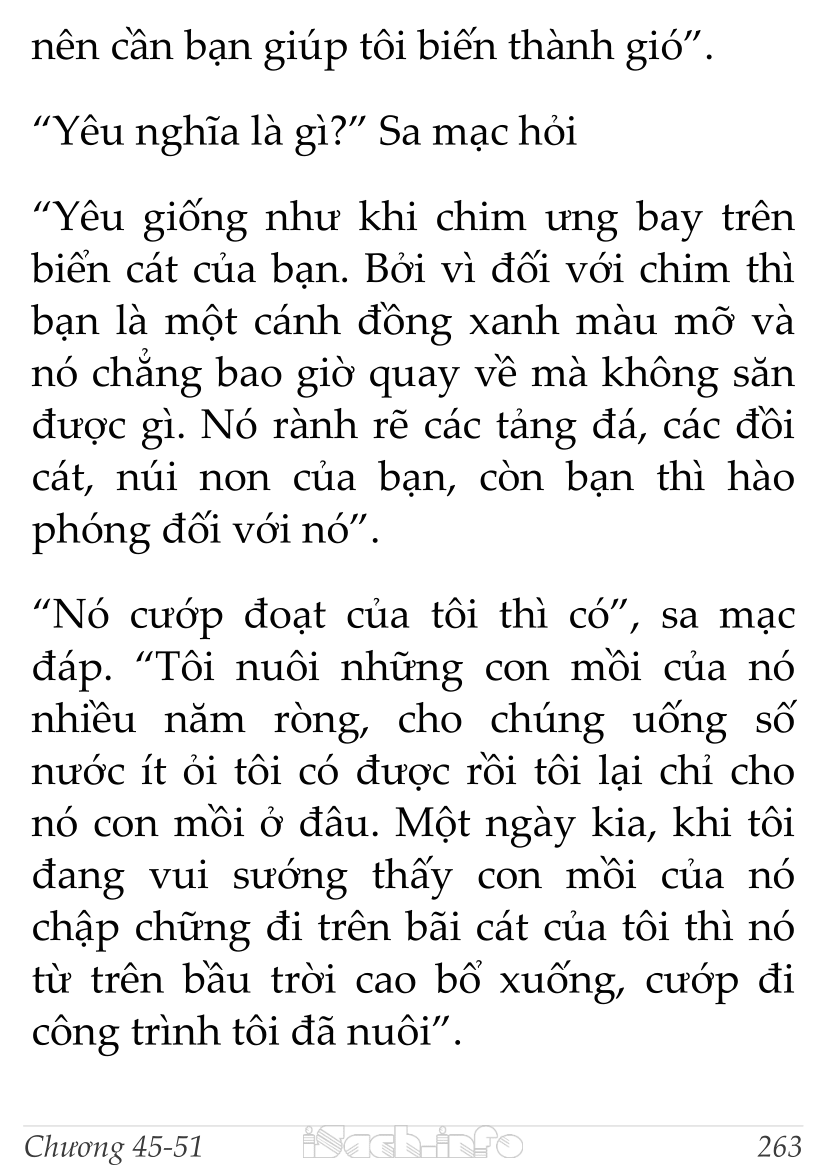 nên cần bạn giúp tôi biến thành gió”.
“Yêu nghĩa là gì?” Sa mạc hỏi
“Yêu giống như khi chim ưng bay trên
biển cát của bạn. Bởi vì đối với chim thì
bạn là một cánh đồng xanh màu mỡ và
nó chẳng bao giờ quay về mà không săn
được gì. Nó rành rẽ các tảng đá, các đồi
cát, núi non của bạn, còn bạn thì hào
phóng đối với nó”.
“Nó cướp đoạt của tôi thì có”, sa mạc
đáp. “Tôi nuôi những con mồi của nó
nhiều năm ròng, cho chúng uống số
nước ít ỏi tôi có được rồi tôi lại chỉ cho
nó con mồi ở đâu. Một ngày kia, khi tôi
đang vui sướng thấy con mồi của nó
chập chững đi trên bãi cát của tôi thì nó
từ trên bầu trời cao bổ xuống, cướp đi
công trình tôi đã nuôi”.
Chương 45-51 iSach.info 263